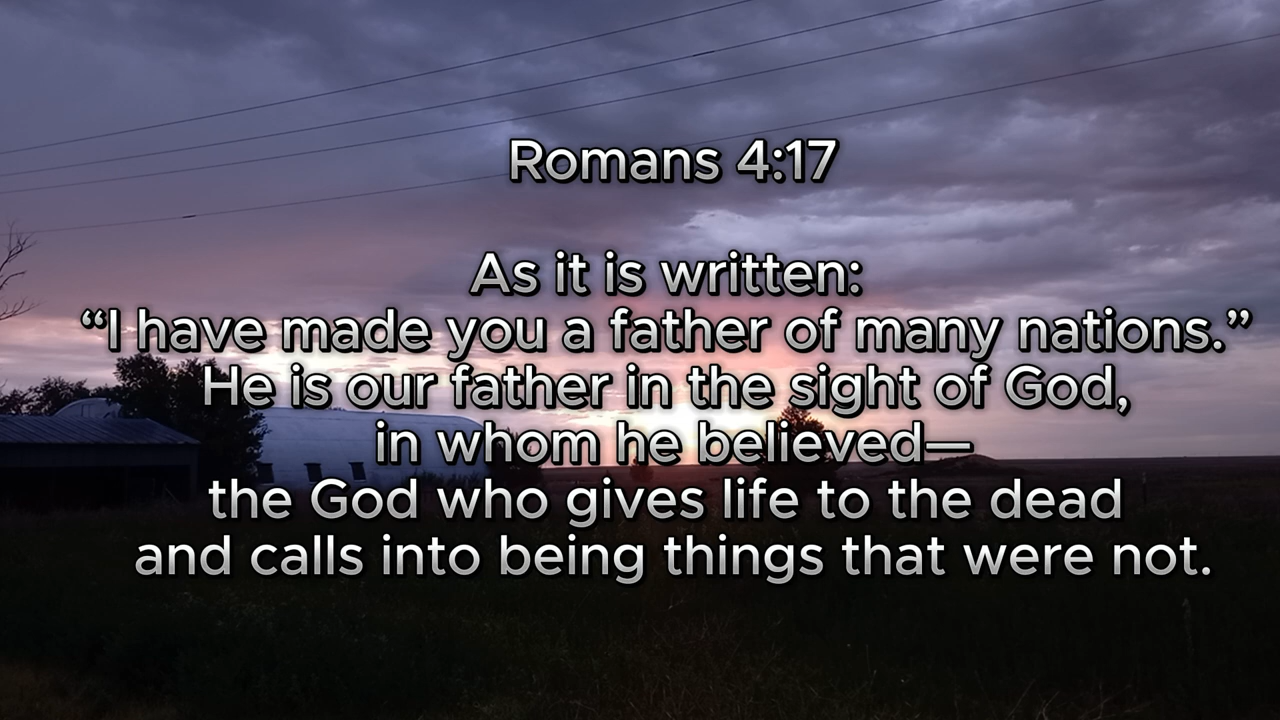 Romans 4:17
As it is written:
“I have made you a father of many nations.”
He is our father in the sight of God,
in whom he believed—
the God who gives life to the dead
and calls into being things that were not.